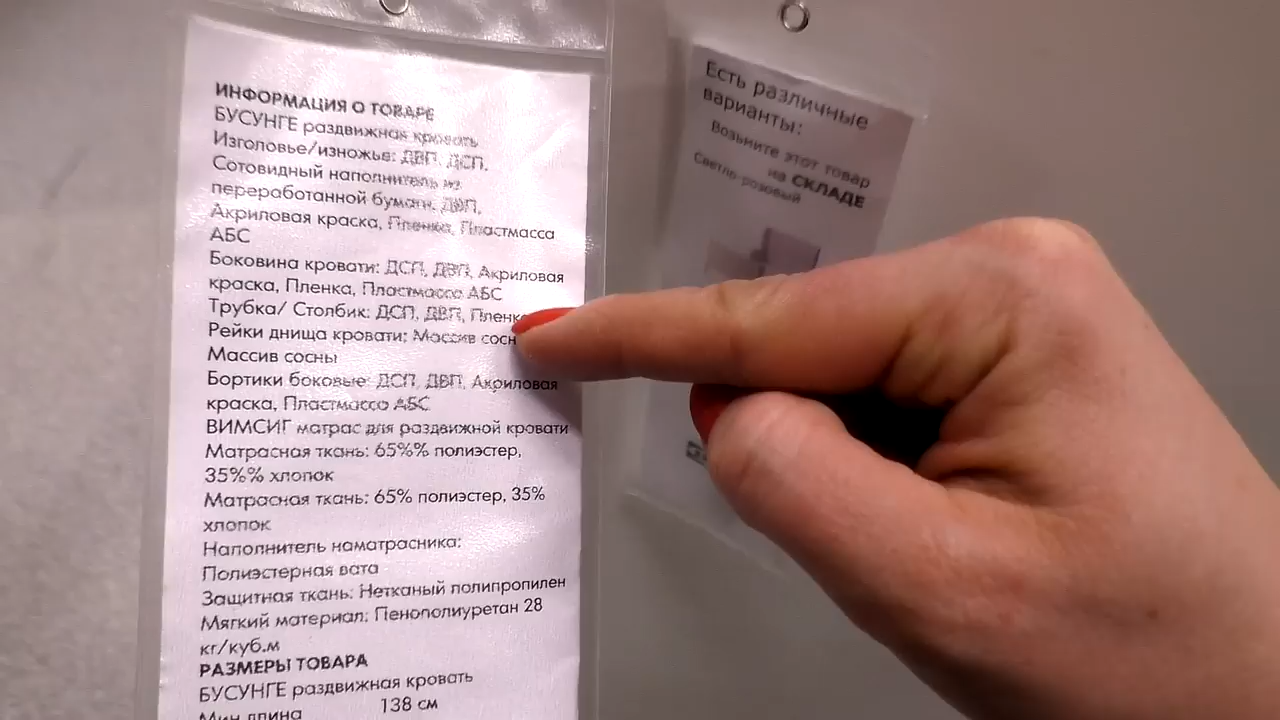 ИНФОРМАЦИЯ О ТОВАРЕ
БУСУНГЕ раздвижная кровать
Изголовье/изножье: ДВП, ДСП,
Сотовидный наполнитель из
переработанной бумаги, ДВП,
Акриловая краска, Пленка, Пластмасса
АБС
Боковина кровати: ДСП, ДВП, Акриловая
краска, Пленка, Пластмасса АБС
Трубка/ Столбик: ДСП, ДВП, Пленка
Рейки днища кровати: Массив
Массив сосны
Бортики боковые: ДСП, ДВП, Акриловая
краска, Пластмасса АБС
ВИМСИГ матрас для раздвижной кровати
Матрасная ткань: 65%% полиэстер,
35%% хлопок
Матрасная ткань: 65% полиэстер, 35%
хлопок
Наполнитель наматрасника:
Полиэстерная вата
Защитная ткань: Нетканый полипропилен
Мягкий материал: Пенополиуретан 28
кг/куб.м
РАЗМЕРЫ ТОВАРА
БУСУНГЕ раздвижная кровать
Мин длина 138 см
Есть различные
варианты:
Возьмите этот товар
на СКЛАДЕ
Светло-розовый